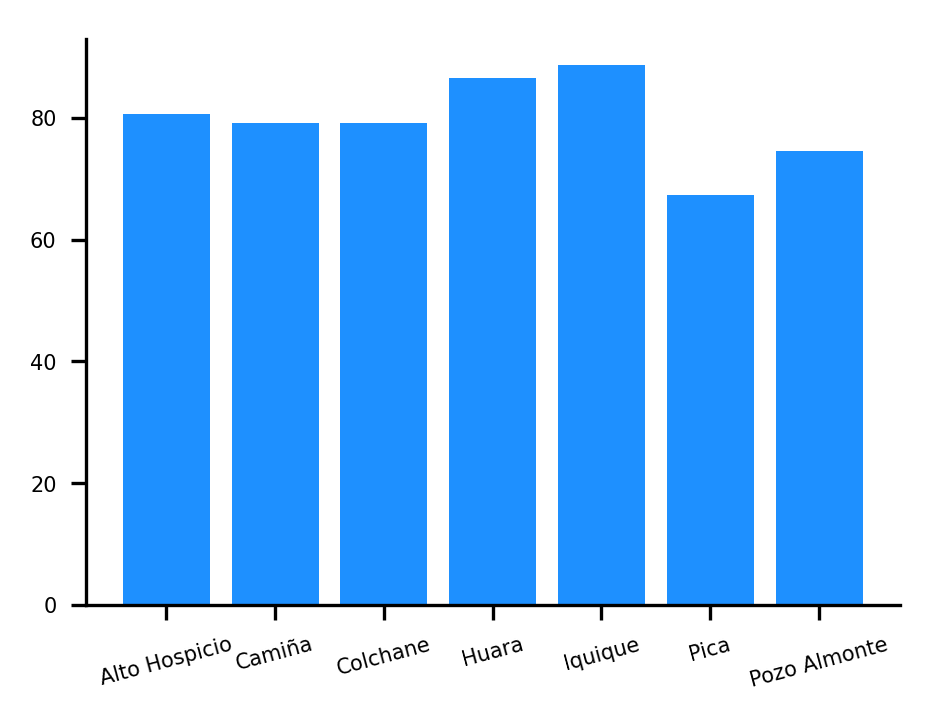 80
60
40
20
0
Alto Hospicio
Camiña
Colchane
Huara
Iquique
Pica
Pozo Almonte